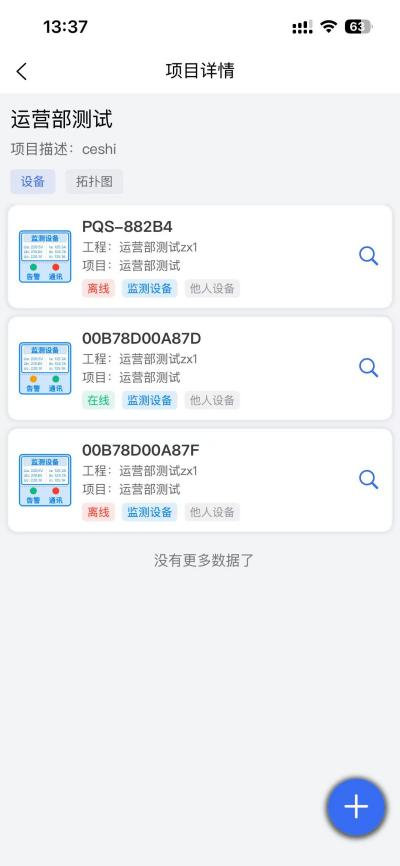 13:37
63
项目详情
运营部测试
项目描述：ceshi
设备
拓扑图
监测设备
告警 通讯
PQS-882B4
工程：运营部测试zx1
项目：运营部测试
离线 监测设备 他人设备
监测设备
告警 通讯
00B78D00A87D
工程：运营部测试zx1
项目：运营部测试
在线 监测设备 他人设备
监测设备
告警 通讯
00B78D00A87F
工程：运营部测试zx1
项目：运营部测试
离线 监测设备 他人设备
没有更多数据了